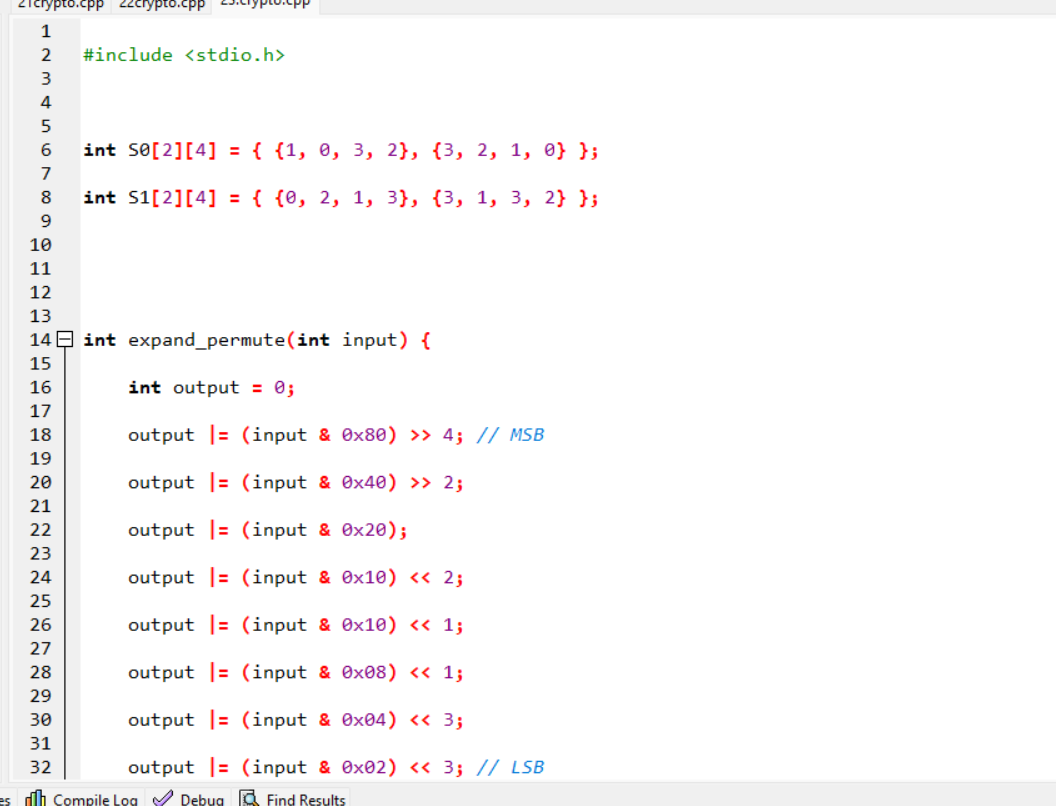 21crypto.cpp 22crypto.cpp 23.crypto.cpp
1
2 #include <stdio.h>
3
4
5
6 int S0[2][4] = { {1, 0, 3, 2}, {3, 2, 1, 0} };
7
8 int S1[2][4] = { {0, 2, 1, 3}, {3, 1, 3, 2} };
9
10
11
12
13
14 int expand_permute(int input) {
15
16 int output = 0;
17
18 output |= (input & 0x80) >> 4; // MSB
19
20 output |= (input & 0x40) >> 2;
21
22 output |= (input & 0x20);
23
24 output |= (input & 0x10) << 2;
25
26 output |= (input & 0x10) << 1;
27
28 output |= (input & 0x08) << 1;
29
30 output |= (input & 0x04) << 3;
31
32 output |= (input & 0x02) << 3; // LSB
es Compile Log Debug Find Results